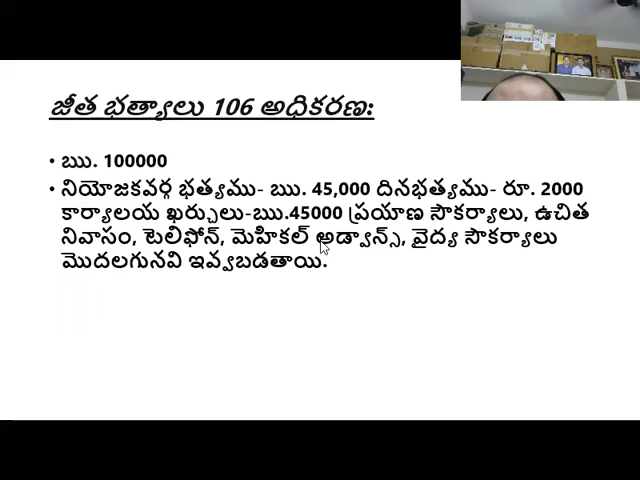 జీత భత్యాలు 106 అధికరణ:
• ఋ. 100000
• నియోజకవర్గ భత్యము- ఋ. 45,000 దినభత్యము- రూ. 2000
కార్యాలయ ఖర్చులు-ఋ.45000 ప్రయాణ సౌకర్యాలు, ఉచిత
నివాసం, టెలిఫోన్, మెహికల్ అడ్వాన్స్, వైద్య సౌకర్యాలు
మొదలగునవి ఇవ్వబడతాయి.